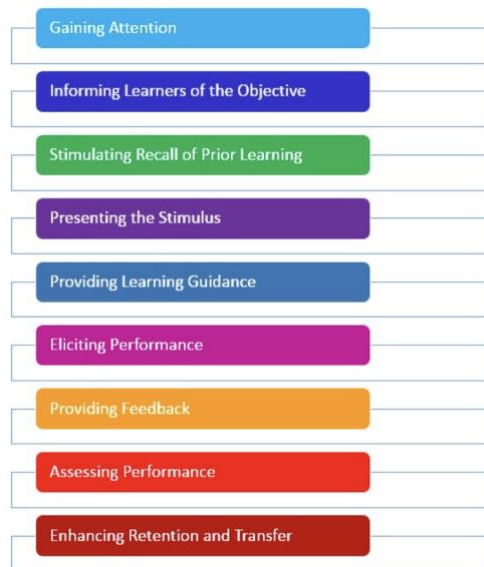 Gaining Attention
Informing Learners of the Objective
Stimulating Recall of Prior Learning
Presenting the Stimulus
Providing Learning Guidance
Eliciting Performance
Providing Feedback
Assessing Performance
Enhancing Retention and Transfer